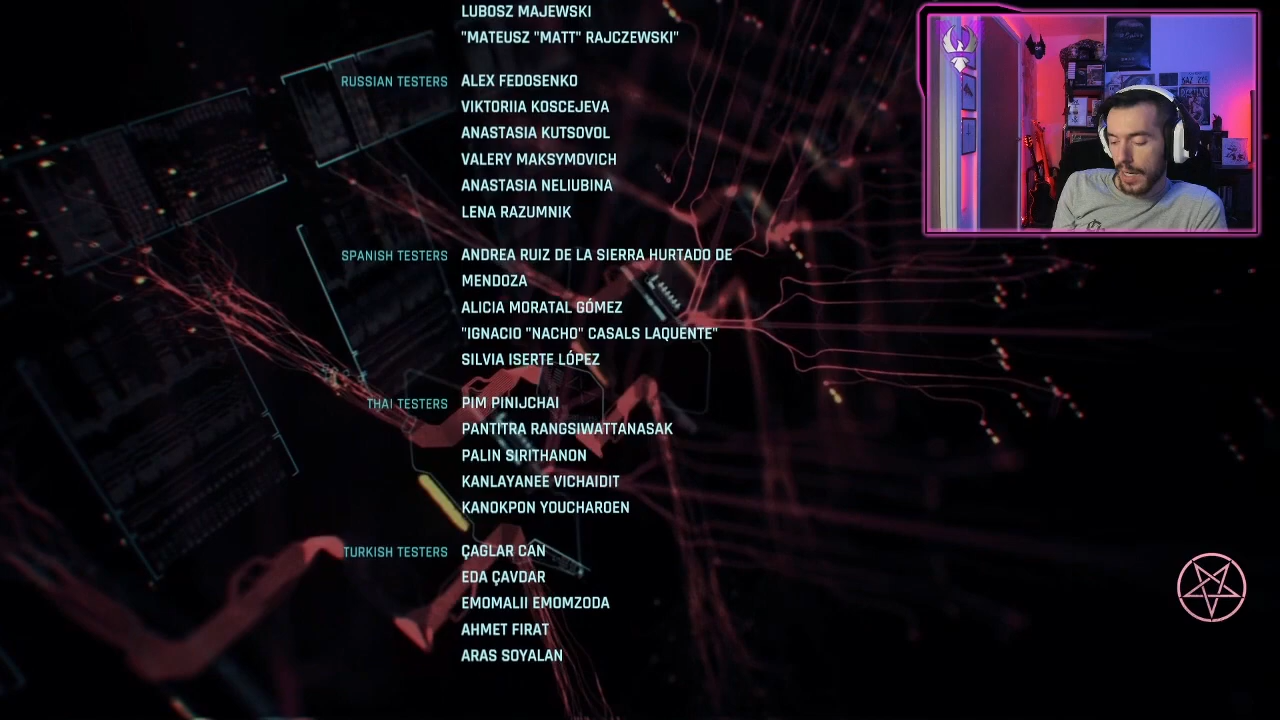 LUBOSZ MAJEWSKI
"MATEUSZ "MATT" RAJCZEWSKI"
RUSSIAN TESTERS ALEX FEDOSENKO
VIKTORIIA KOSCEJEVA
ANASTASIA KUTSOVOL
VALERY MAKSYMOVICH
ANASTASIA NELIUBINA
LENA RAZUMNIK
SPANISH TESTERS ANDREA RUIZ DE LA SIERRA HURTADO DE
MENDOZA
ALICIA MORATAL GÓMEZ
"IGNACIO "NACHO" CASALS LAQUENTE"
SILVIA ISERTE LÓPEZ
THAI TESTERS PIM PINIJCHAI
PANTITRA RANGSIWATTANASAK
PALIN SIRITHANON
KANLAYANEE VICHAIDIT
KANOKPON YOUCHAROEN
TURKISH TESTERS ÇAGLAR CAN
EDA ÇAVDAR
EMOMALII EMOMZODA
AHMET FIRAT
ARAS SOYALAN